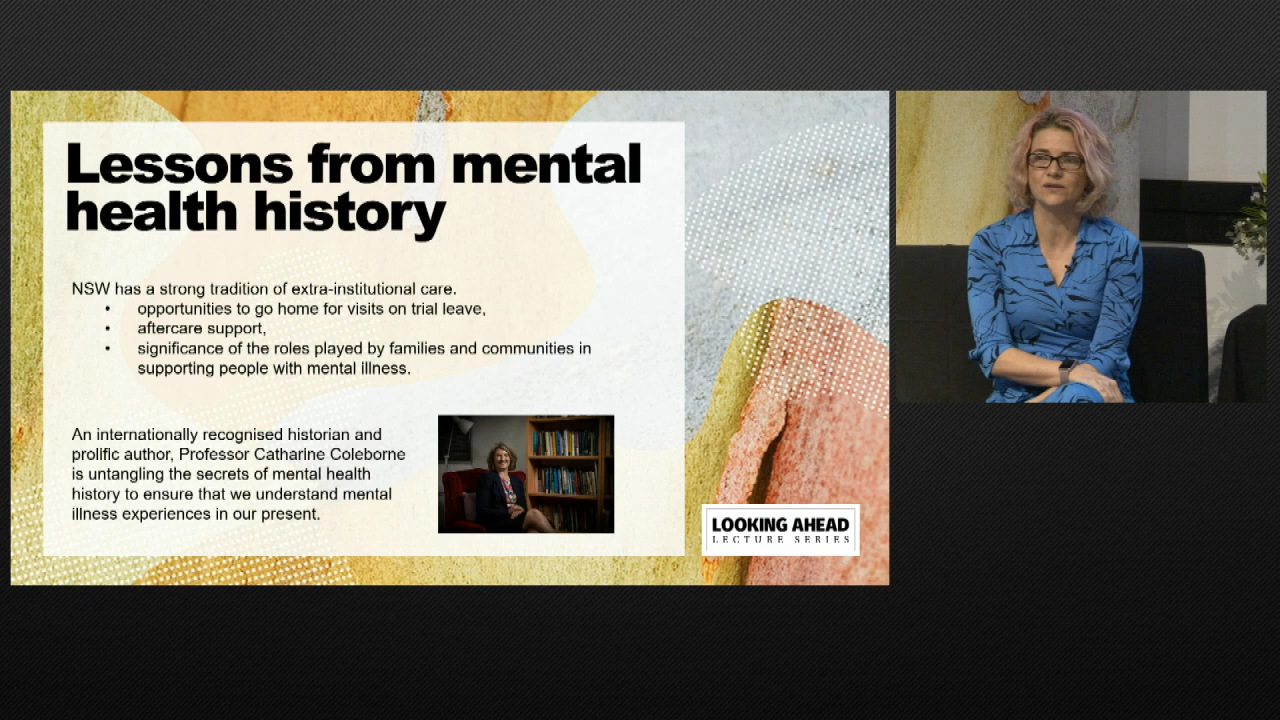 Lessons from mental
health history
NSW has a strong tradition of extra-institutional care.
• opportunities to go home for visits on trial leave,
• aftercare support,
• significance of the roles played by families and communities in
supporting people with mental illness.
An internationally recognised historian and
prolific author, Professor Catharine Coleborne
is untangling the secrets of mental health
history to ensure that we understand mental
illness experiences in our present.
LOOKING AHEAD
LECTURE SERIES